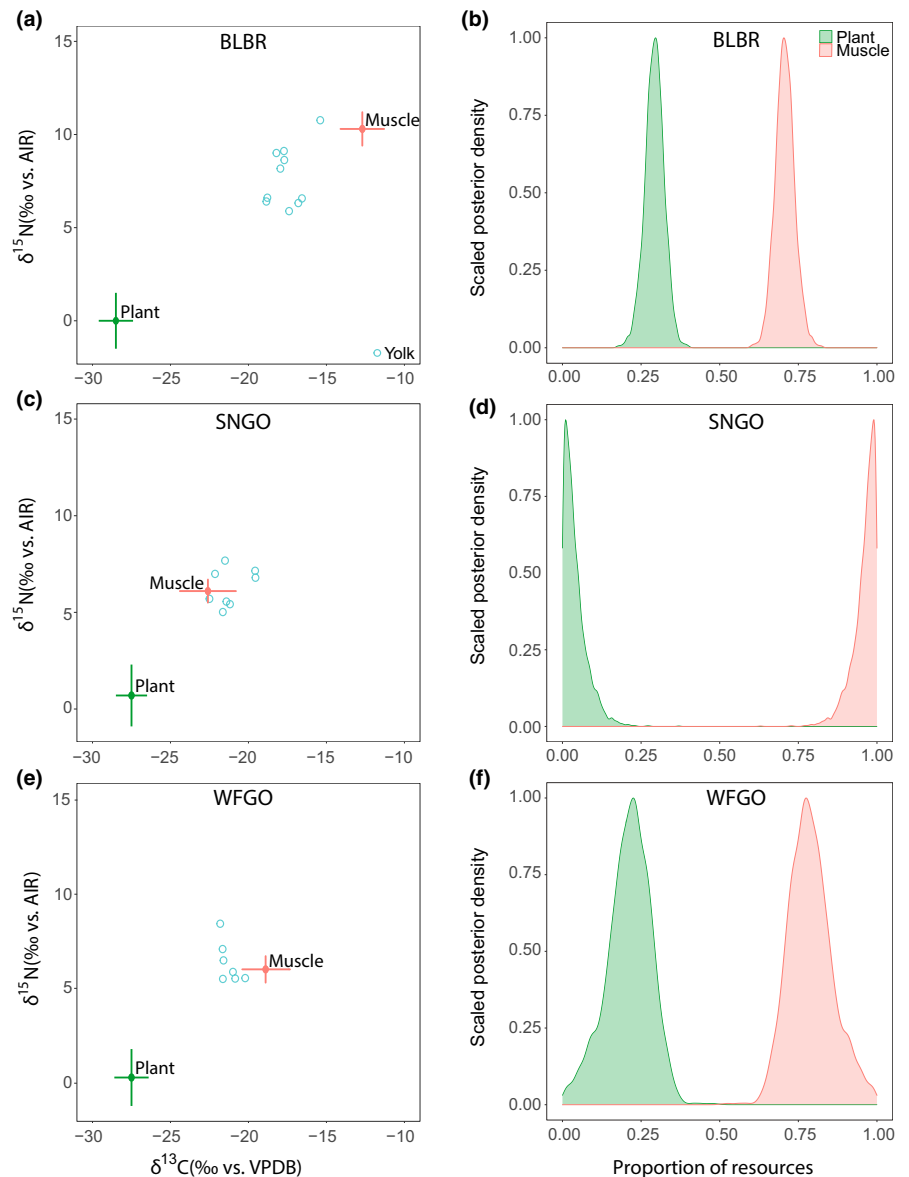 (a)
BLBR
δ¹⁵N(‰ vs. AIR)
15
10
5
0
Muscle
Plant
Yolk
−30
−25
−20
−15
−10
(b)
BLBR
Plant
Muscle
Scaled posterior density
1.00
0.75
0.50
0.25
0.00
0.00
0.25
0.50
0.75
1.00
(c)
SNGO
δ¹⁵N(‰ vs. AIR)
15
10
5
0
Muscle
Plant
−30
−25
−20
−15
−10
(d)
SNGO
Scaled posterior density
1.00
0.75
0.50
0.25
0.00
0.00
0.25
0.50
0.75
1.00
(e)
WFGO
δ¹⁵N(‰ vs. AIR)
15
10
5
0
Muscle
Plant
−30
−25
−20
−15
−10
δ¹³C(‰ vs. VPDB)
(f)
WFGO
Scaled posterior density
1.00
0.75
0.50
0.25
0.00
0.00
0.25
0.50
0.75
1.00
Proportion of resources